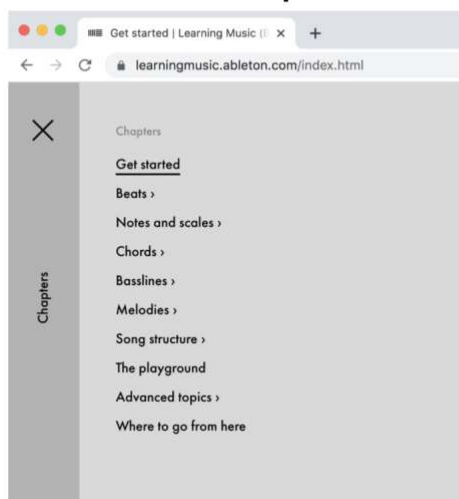 Get started | Learning Music (
learningmusic.ableton.com/index.html
Chapters
Get started
Beats ›
Notes and scales ›
Chords ›
Basslines ›
Melodies ›
Song structure ›
The playground
Advanced topics ›
Where to go from here
Chapters